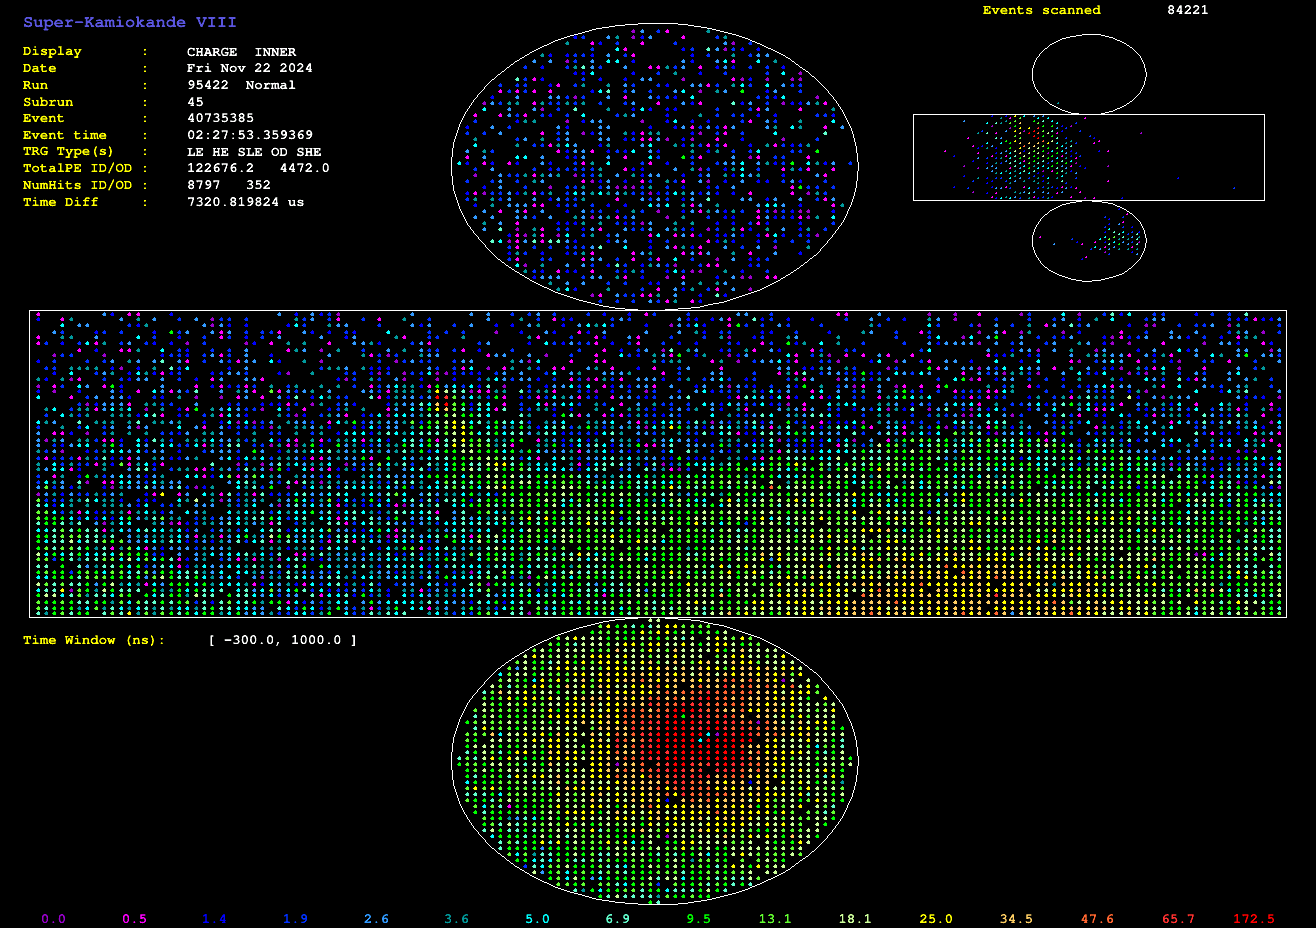 Super-Kamiokande VIII
Events scanned 84221
Display : CHARGE INNER
Date : Fri Nov 22 2024
Run : 95422 Normal
Subrun : 45
Event : 40735385
Event time : 02:27:53.359369
TRG Type(s) : LE HE SLE OD SHE
TotalPE ID/OD : 122676.2 4472.0
NumHits ID/OD : 8797 352
Time Diff : 7320.819824 us
Time Window (ns): [ -300.0, 1000.0 ]
0.0 0.5 1.4 1.9 2.6 3.6 5.0 6.9 9.5 13.1 18.1 25.0 34.5 47.6 65.7 172.5